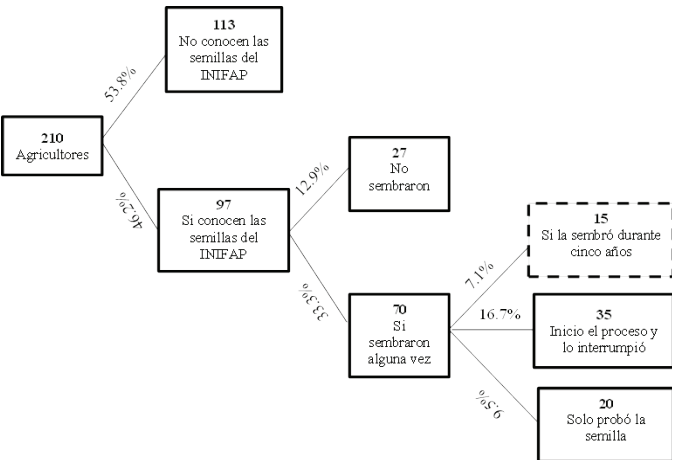 113
No conocen las
semillas del
INIFAP
53.8%
210
Agricultores
46.2%
97
Si conocen las
semillas del
INIFAP
12.9%
27
No
sembraron
33.3%
70
Si
sembraron
alguna vez
7.1%
15
Si la sembró durante
cinco años
16.7%
35
Inicio el proceso y
lo interrumpió
9.5%
20
Solo probó la
semilla